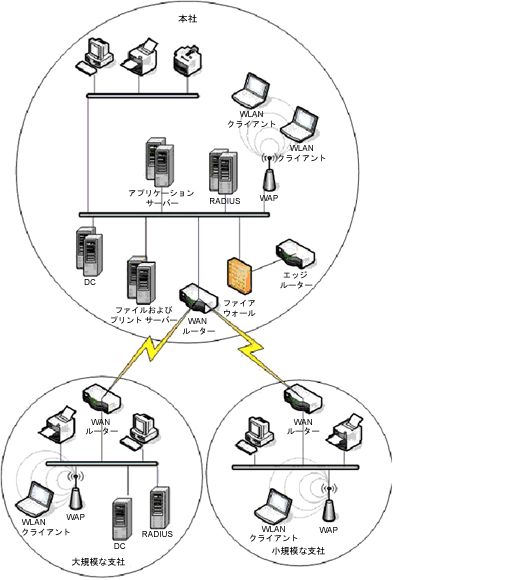 本社
WLAN
クライアント
WLAN
クライアント
アプリケーション
サーバー
RADIUS
WAP
DC
ファイルおよび
プリント サーバー
WAN
ルーター
ファイア
ウォール
エッジ
ルーター
WAN
ルーター
WLAN
クライアント
WAP
DC
RADIUS
大規模な支社
WAN
ルーター
WLAN
クライアント
WAP
小規模な支社